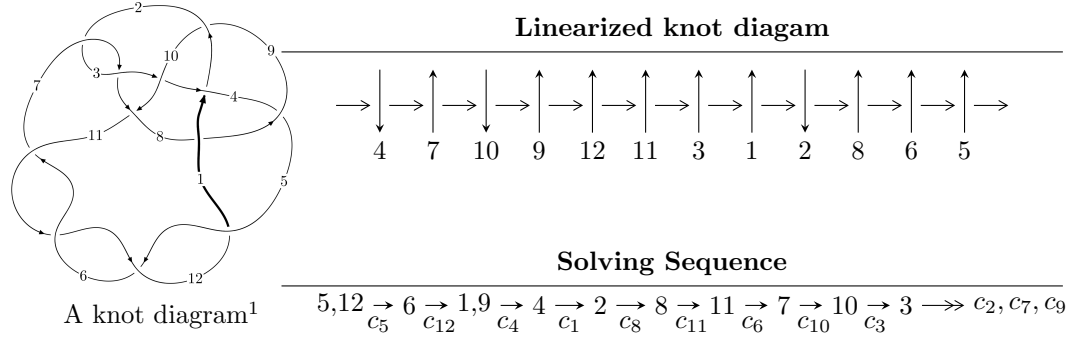 2
9
10
3
7
4
11
8
1
5
6
12
A knot diagram¹
Linearized knot diagam
4 7 10 9 12 11 3 1 2 8 6 5
Solving Sequence
5,12 → 6 → 1,9 → 4 → 2 → 8 → 11 → 7 → 10 → 3 →→ c₂, c₇, c₉
c₅ c₁₂ c₄ c₁ c₈ c₁₁ c₆ c₁₀ c₃